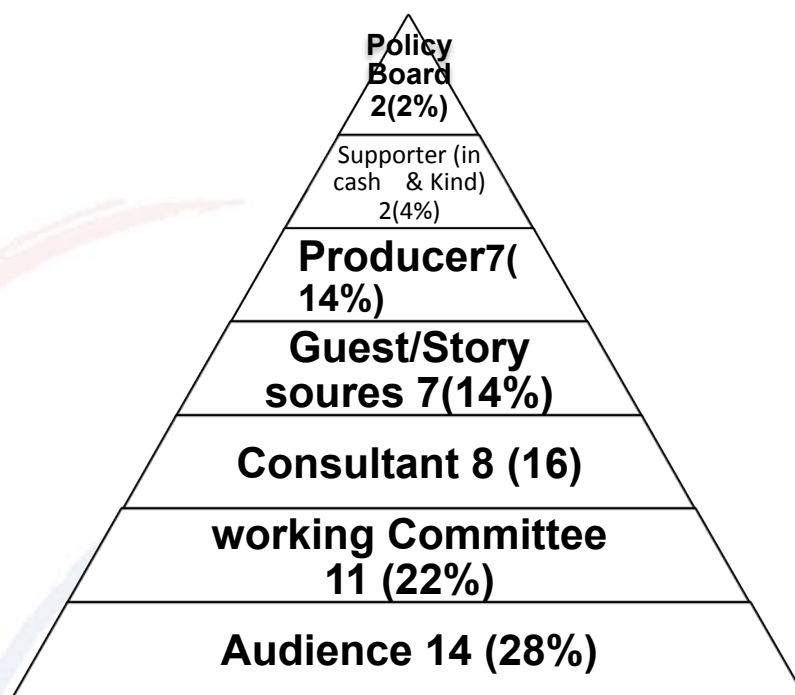 Policy
Board
2(2%)
Supporter (in
cash & Kind)
2(4%)
Producer7(
14%)
Guest/Story
soures 7(14%)
Consultant 8 (16)
working Committee
11 (22%)
Audience 14 (28%)